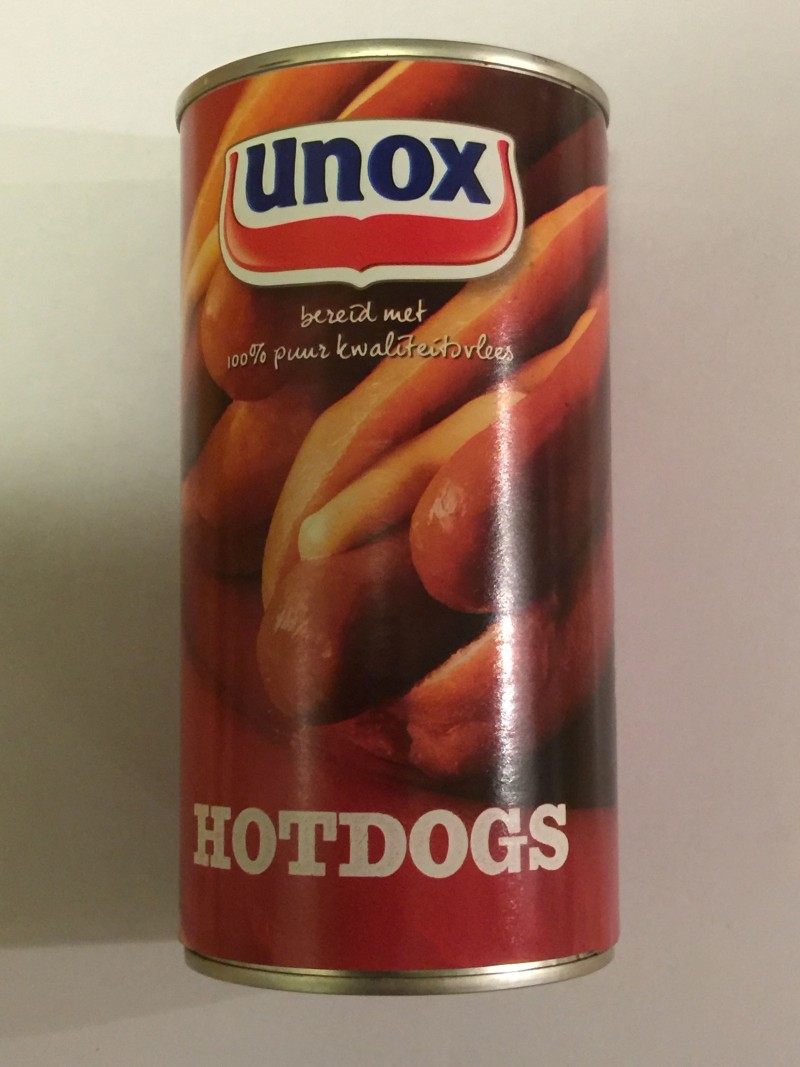 unox
bereid met
100% puur kwaliteitsvlees
HOTDOGS